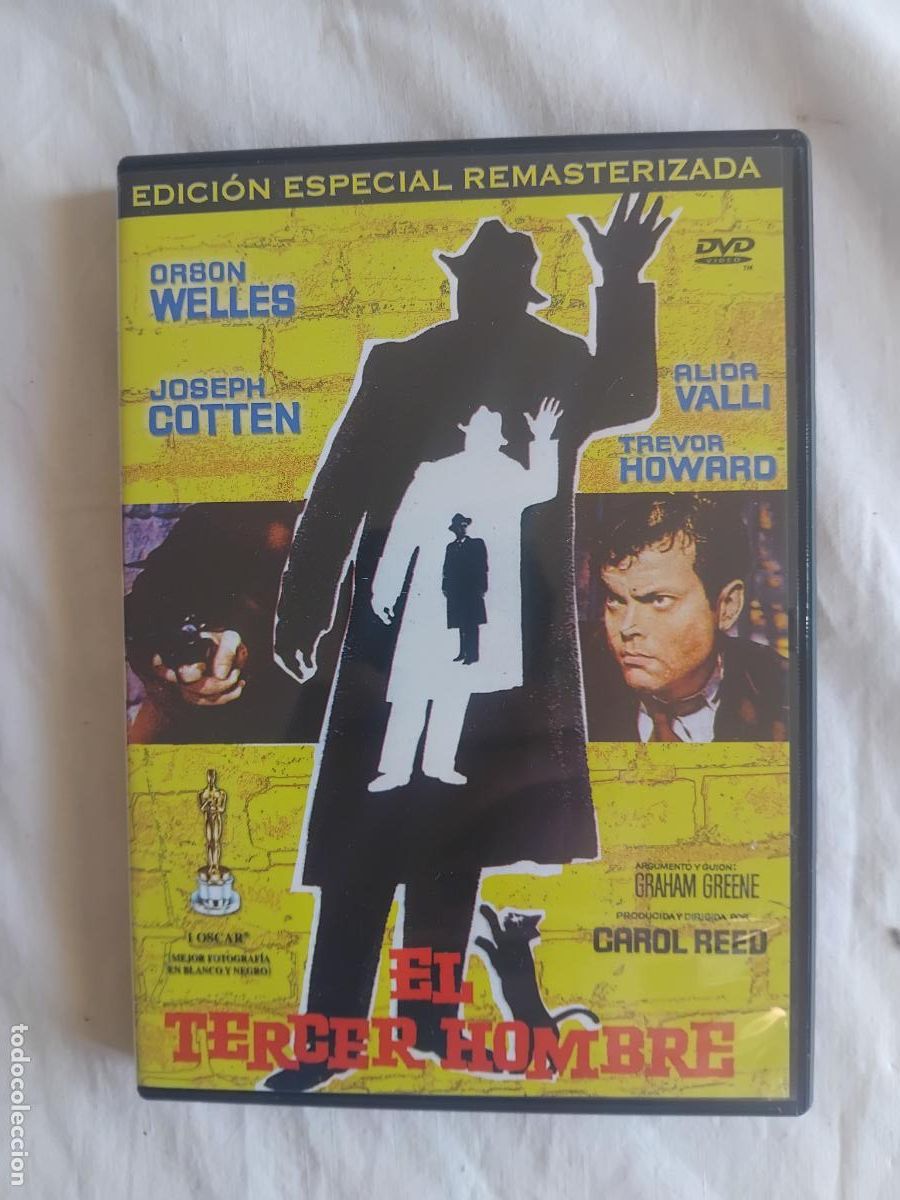 EDICIÓN ESPECIAL REMASTERIZADA
DVD
VIDEO
TM
ORSON
WELLES
JOSEPH
COTTEN
ALIDA
VALLI
TREVOR
HOWARD
1 OSCAR®
(MEJOR FOTOGRAFÍA
EN BLANCO Y NEGRO)
ARGUMENTO Y GUION:
GRAHAM GREENE
PRODUCIDA Y DIRIGIDA POR
CAROL REED
EL
TERCER HOMBRE
todocoleccion